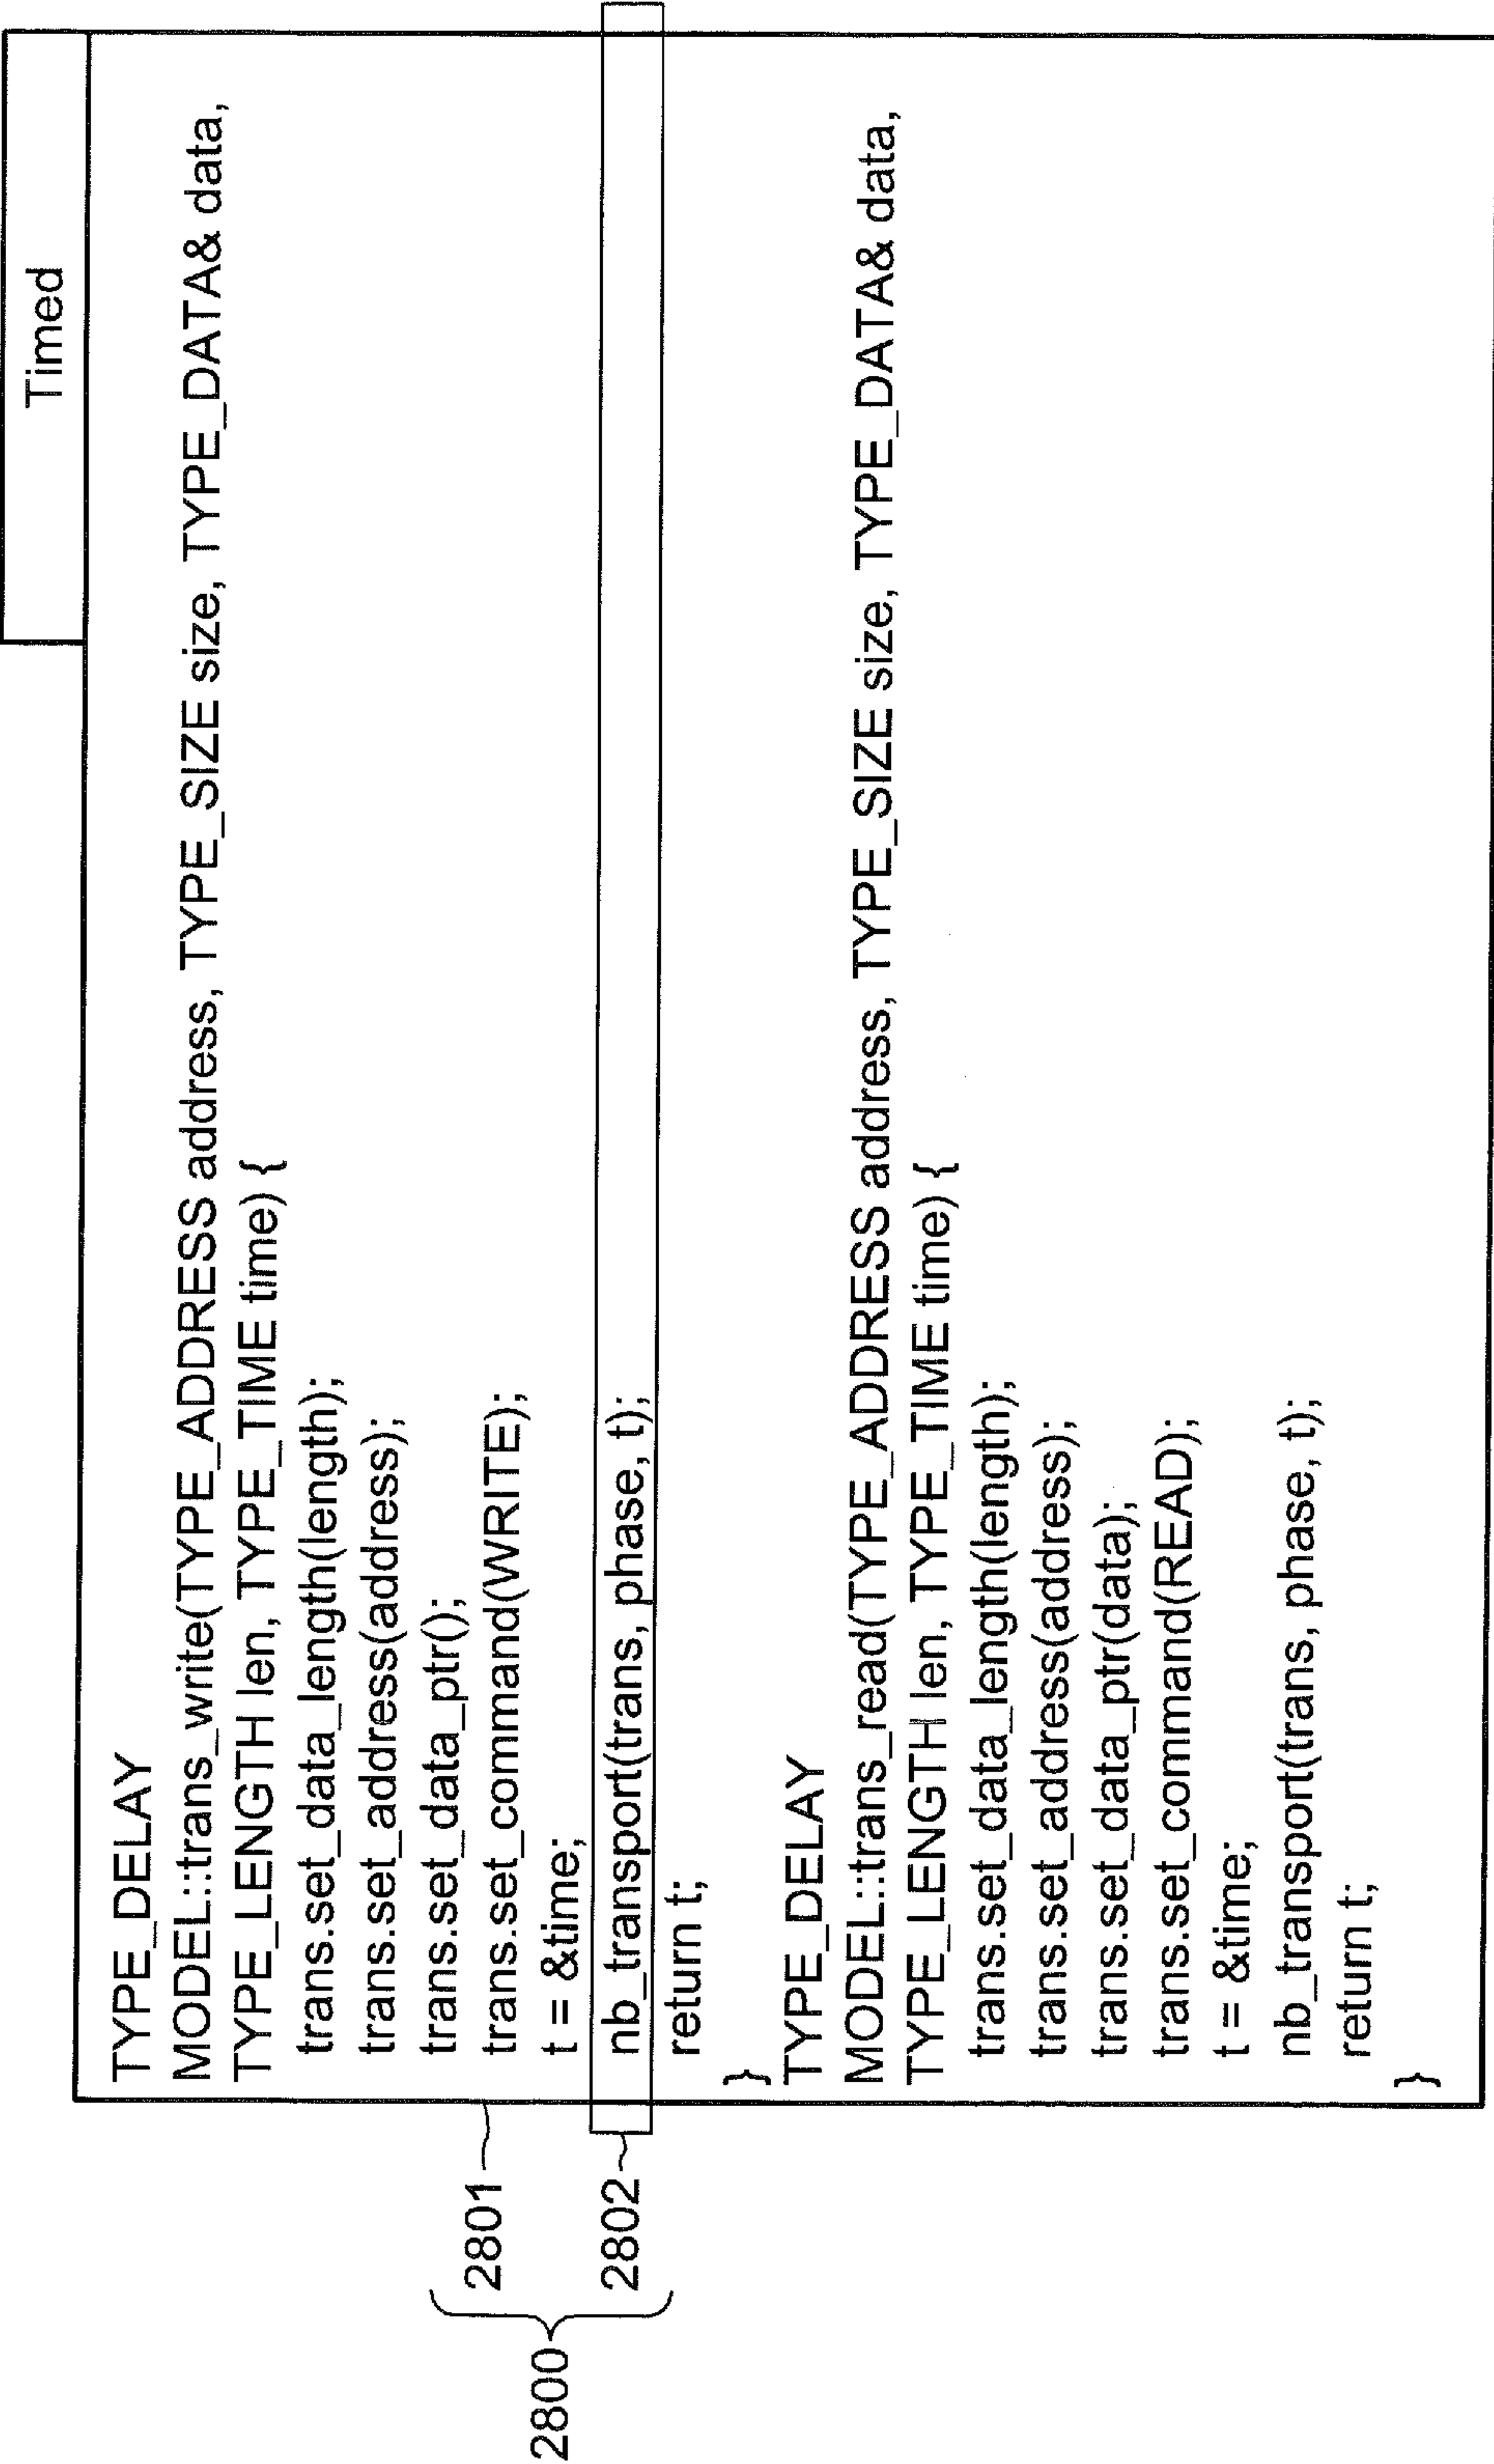 Timed
TYPE_DELAY
MODEL::trans_write(TYPE_ADDRESS address, TYPE_SIZE size, TYPE_DATA& data,
TYPE_LENGTH len, TYPE_TIME time) {
trans.set_data_length(length);
trans.set_address(address);
trans.set_data_ptr();
trans.set_command(WRITE);
t = &time;
nb_transport(trans, phase, t);
return t;
}
TYPE_DELAY
MODEL::trans_read(TYPE_ADDRESS address, TYPE_SIZE size, TYPE_DATA& data,
TYPE_LENGTH len, TYPE_TIME time) {
trans.set_data_length(length);
trans.set_address(address);
trans.set_data_ptr(data);
trans.set_command(READ);
t = &time;
nb_transport(trans, phase, t);
return t;
}
2801
2802
2800